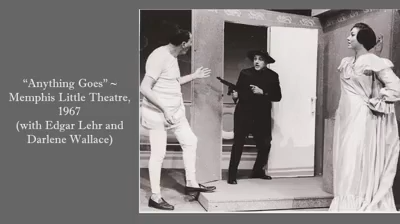 “Anything Goes” ~
Memphis Little Theatre,
1967
(with Edgar Lehr and
Darlene Wallace)